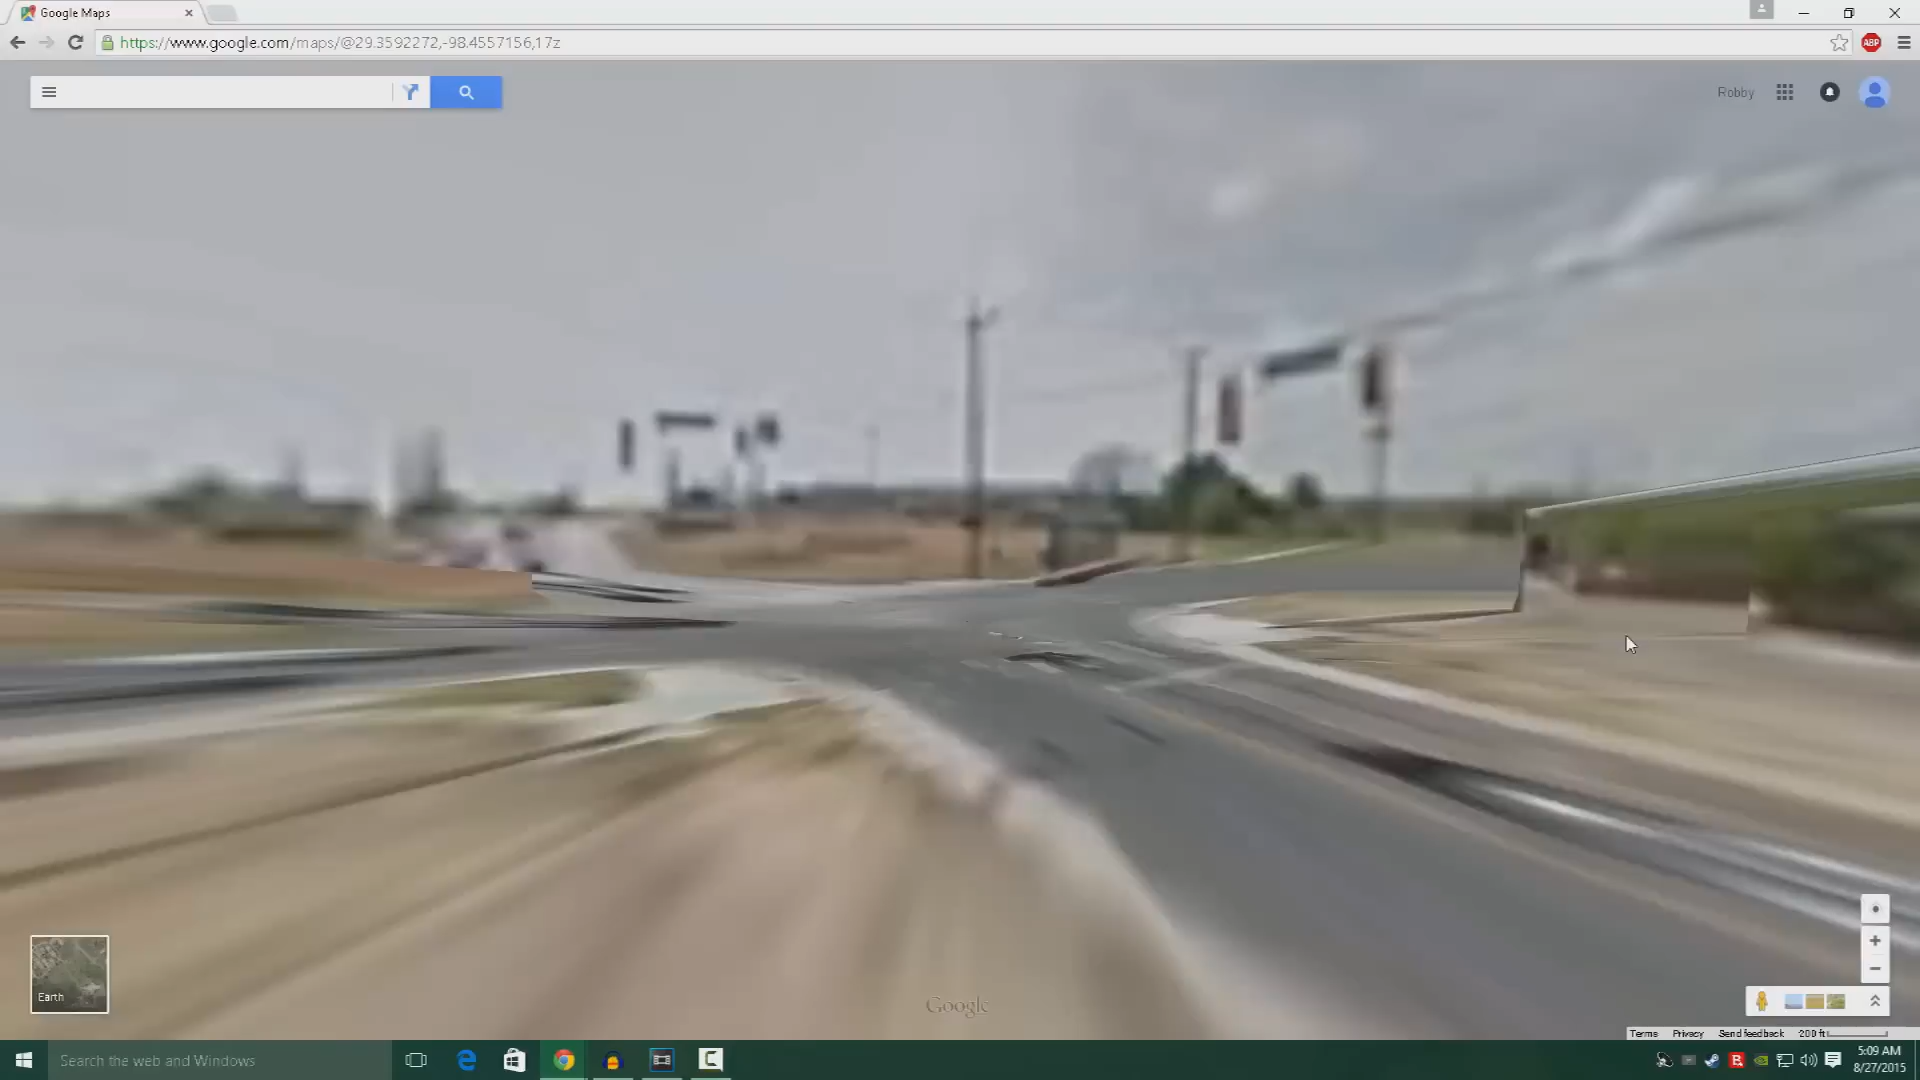 Google Maps
https://www.google.com/maps/@29.3592272,-98.4557156,17z
ABP
Robby
Earth
Google
Terms Privacy Send feedback 200 ft
Search the web and Windows
5:09 AM
8/27/2015